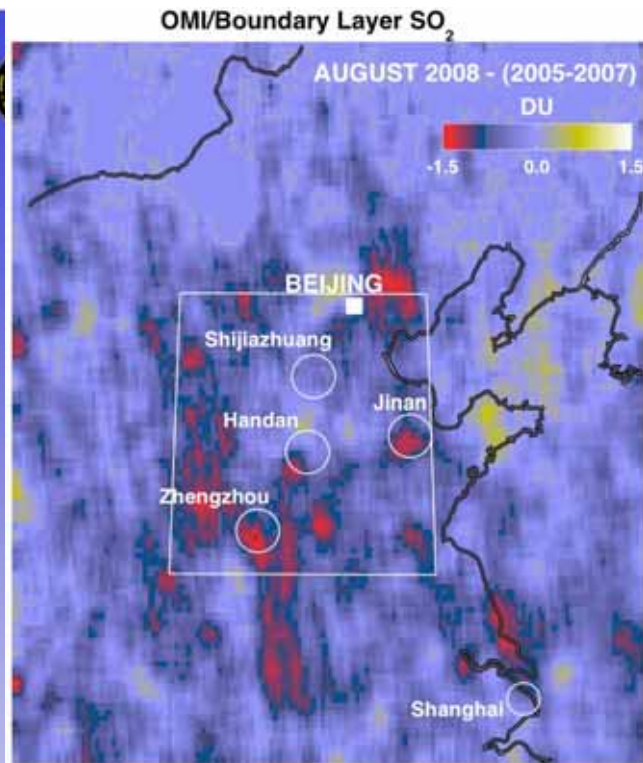 OMI/Boundary Layer SO₂
AUGUST 2008 - (2005-2007)
DU
-1.5 0.0 1.5
BEIJING
Shijiazhuang
Jinan
Handan
Zhengzhou
Shanghai